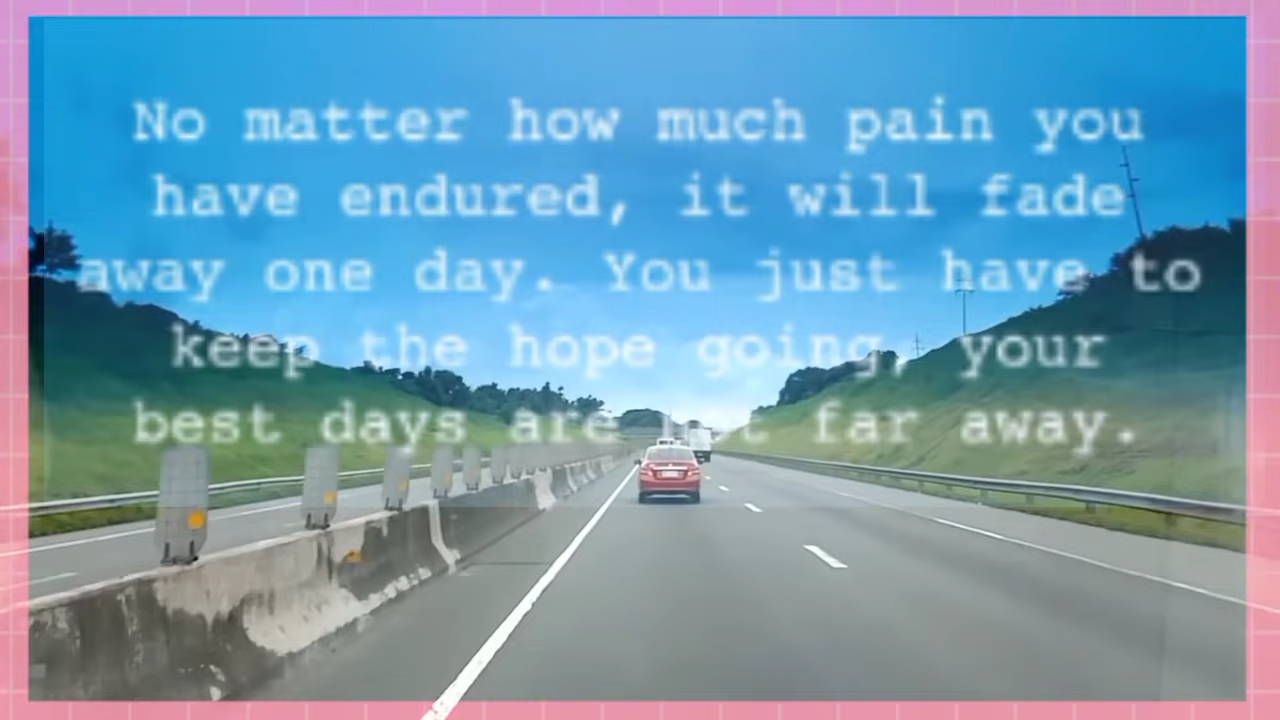 No matter how much pain you
have endured, it will fade
away one day. You just have to
keep the hope going, your
best days are not far away.